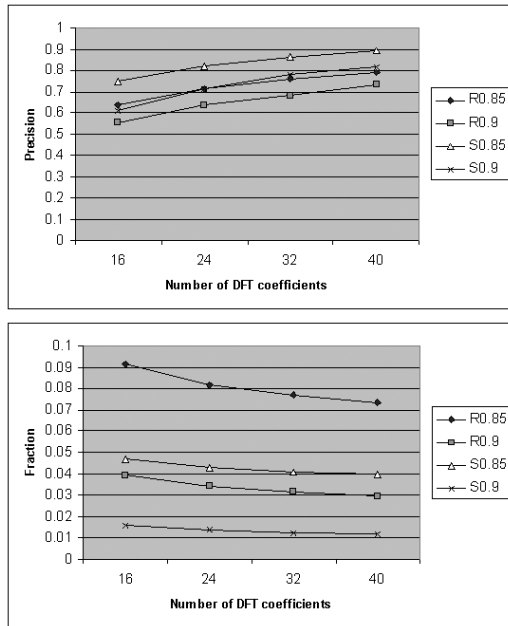 1
0.9
0.8
0.7
0.6
0.5
0.4
0.3
0.2
0.1
0
Precision
16 24 32 40
Number of DFT coefficients
R0.85
R0.9
S0.85
S0.9
0.1
0.09
0.08
0.07
0.06
0.05
0.04
0.03
0.02
0.01
0
Fraction
16 24 32 40
Number of DFT coefficients
R0.85
R0.9
S0.85
S0.9